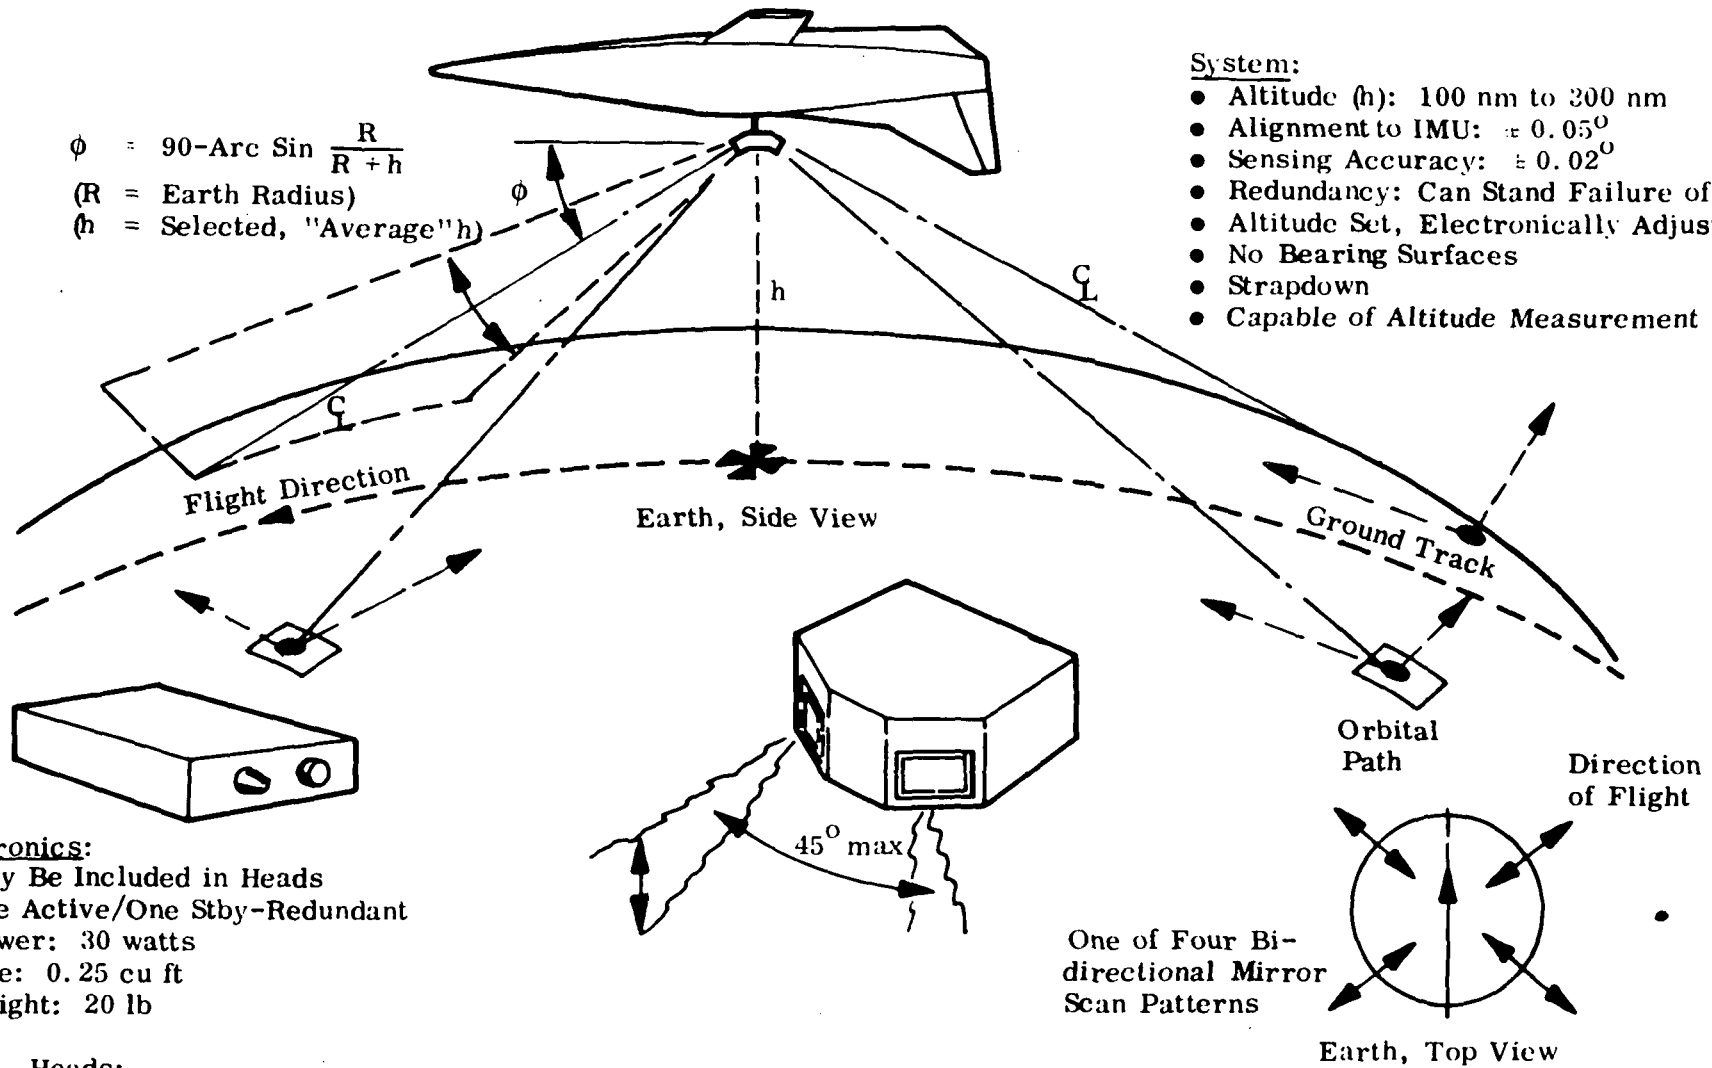 System:
● Altitude (h): 100 nm to 300 nm
● Alignment to IMU: ± 0.05°
● Sensing Accuracy: ± 0.02°
● Redundancy: Can Stand Failure of
● Altitude Set, Electronically Adjus
● No Bearing Surfaces
● Strapdown
● Capable of Altitude Measurement
ϕ = 90-Arc Sin R
R + h
(R = Earth Radius)
(h = Selected, "Average" h)
ϕ
h
℄
℄
Flight Direction
Earth, Side View
Ground Track
Orbital
Path
Direction
of Flight
45° max
ronics:
y Be Included in Heads
e Active/One Stby-Redundant
wer: 30 watts
e: 0.25 cu ft
ight: 20 lb
One of Four Bi-
directional Mirror
Scan Patterns
Earth, Top View
Heads: